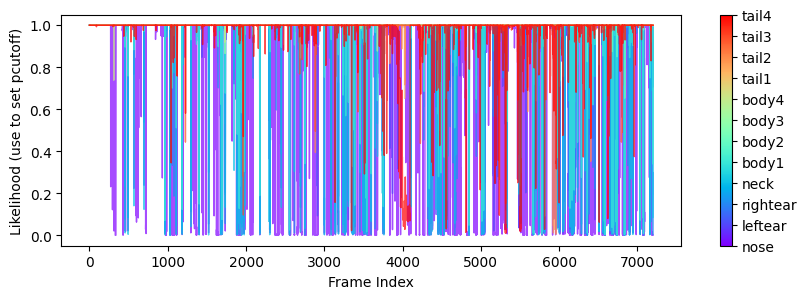 Likelihood (use to set pcutoff)
1.0
0.8
0.6
0.4
0.2
0.0
0 1000 2000 3000 4000 5000 6000 7000
Frame Index
tail4
tail3
tail2
tail1
body4
body3
body2
body1
neck
rightear
leftear
nose